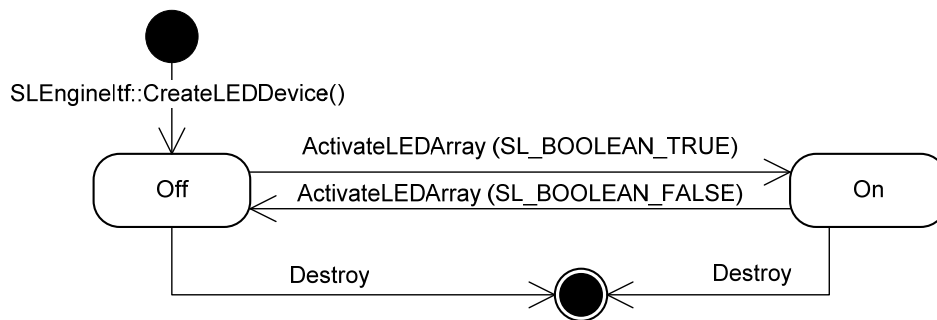 SLEngineItf::CreateLEDDevice()
ActivateLEDArray (SL_BOOLEAN_TRUE)
Off
ActivateLEDArray (SL_BOOLEAN_FALSE)
On
Destroy
Destroy